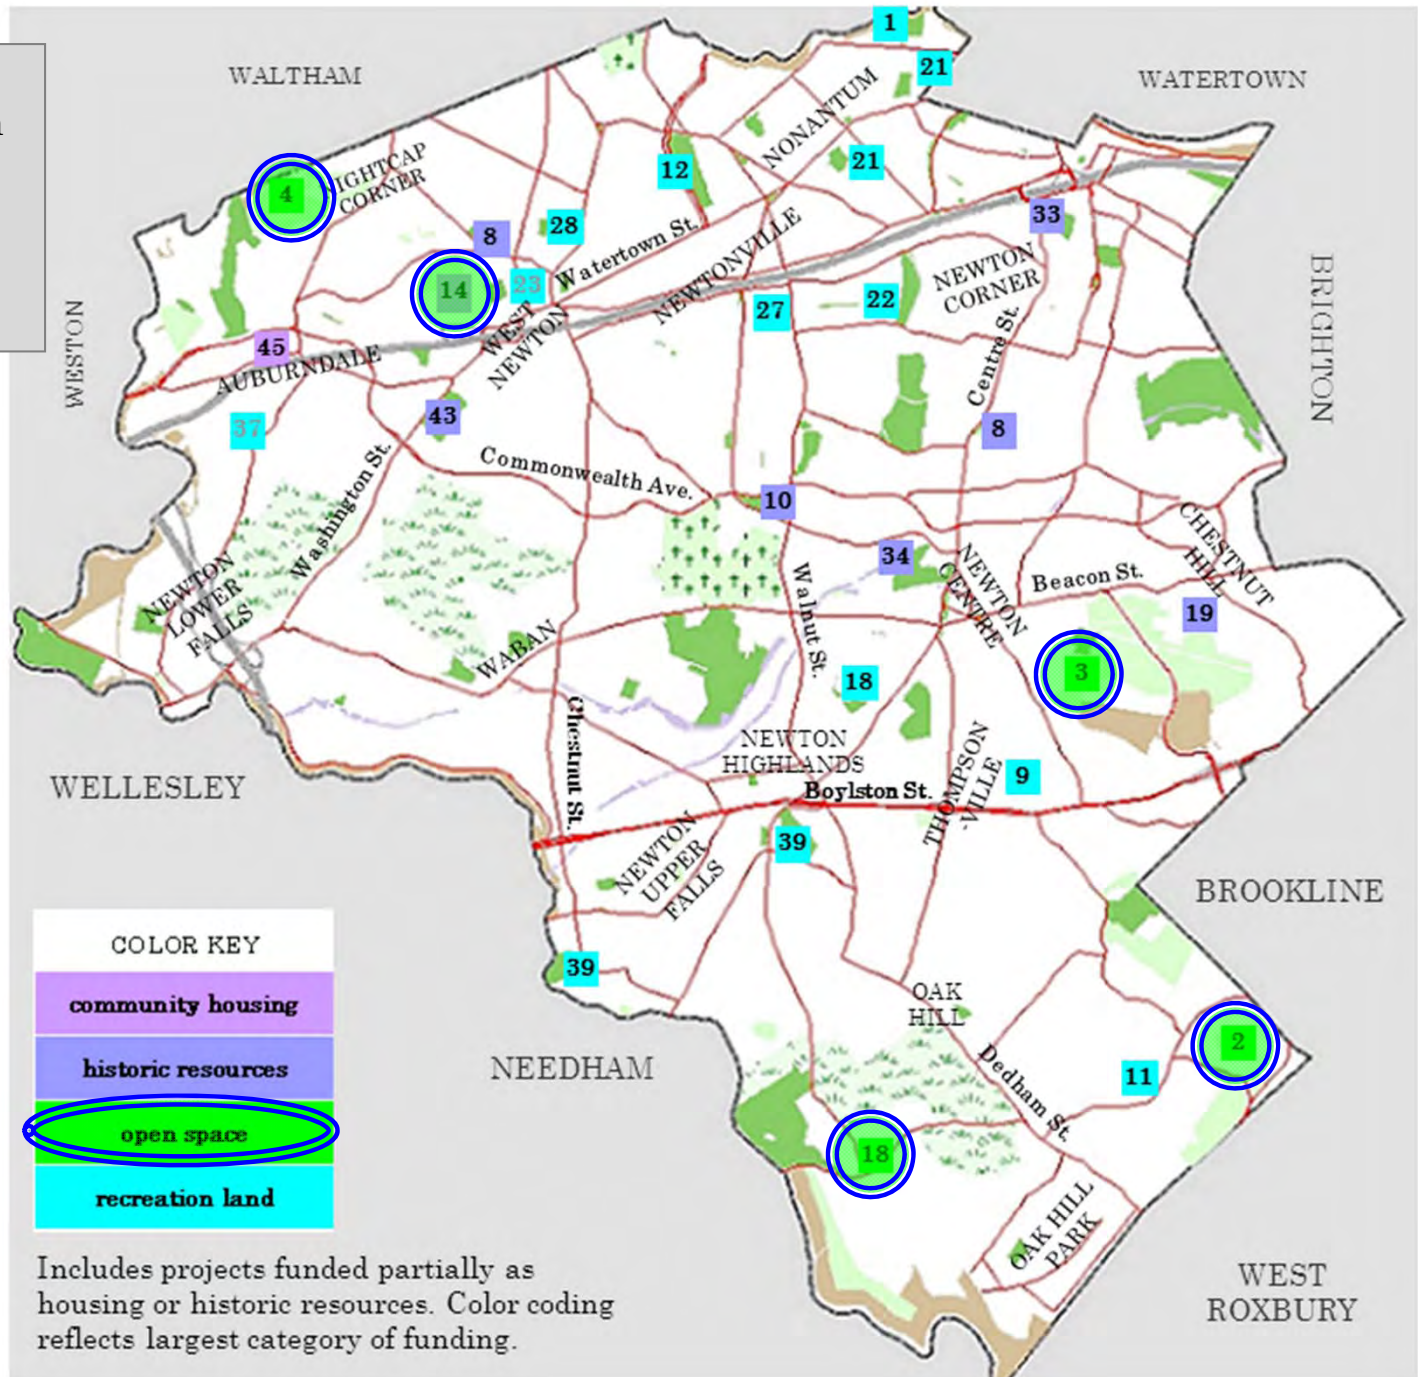 1
WALTHAM
21
WATERTOWN
NONANTUM
12
21
4
IGHTCAP
CORNER
33
8
28
Watertown St.
NEWTONVILLE
14
23
NEWTON
CORNER
22
27
WEST
NEWTON
BRIGHTON
WESTON
45
AUBURNDALE
Centre St.
43
37
8
Commonwealth Ave.
Washington St.
10
CHESTNUT
HILL
34
NEWTON
CENTRE
Beacon St.
NEWTON
LOWER
FALLS
Walnut St.
19
WABAN
3
18
Chestnut St.
NEWTON
HIGHLANDS
THOMPSON
-VILLE
9
WELLESLEY
Boylston St.
39
NEWTON
UPPER
FALLS
BROOKLINE
COLOR KEY
community housing
historic resources
open space
recreation land
39
OAK
HILL
NEEDHAM
Dedham St.
2
11
18
OAK HILL
PARK
WEST
ROXBURY
Includes projects funded partially as
housing or historic resources. Color coding
reflects largest category of funding.